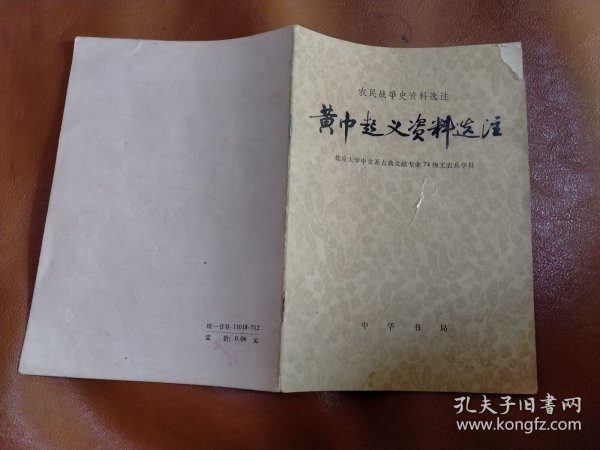 农民战争史资料选注
黄巾起义资料选注
北京大学中文系古典文献专业74级工农兵学员
中华书局
统一书号:11018·712
定价:0.06元
孔夫子旧书网
www.kongfz.com